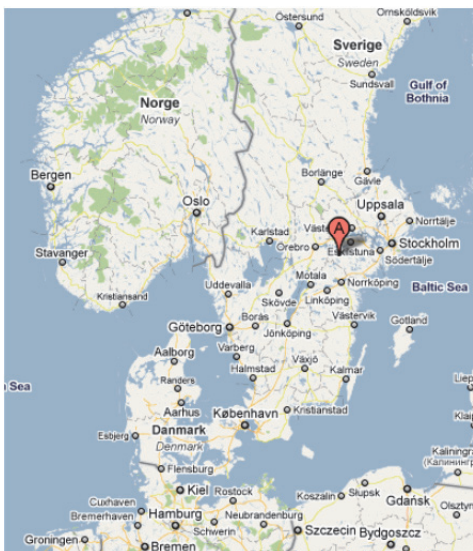 Örnsköldsvik
Östersund
Sverige
Sweden
Sundsvall
Gulf of
Bothnia
Norge
Norway
Gävle
Borlänge
Bergen
Uppsala
Oslo
Norrtälje
A
Karlstad
Örebro
Eskilstuna
Stockholm
Södertälje
Stavanger
Motala
Norrköping
Uddevalla
Baltic Sea
Kristiansand
Skövde
Linköping
Göteborg
Borås
Jönköping
Västervik
Gotland
Aalborg
Varberg
Växjö
Randers
Halmstad
Kalmar
Sea
Aarhus
København
Kristianstad
Danmark
Denmark
Esbjerg
Flensburg
Kiel
Rostock
Koszalin
Słupsk
Gdańsk
Kaliningrad
Cuxhaven
Bremerhaven
Hamburg
Neubrandenburg
Schwerin
Szczecin
Bydgoszcz
Groningen
Bremen